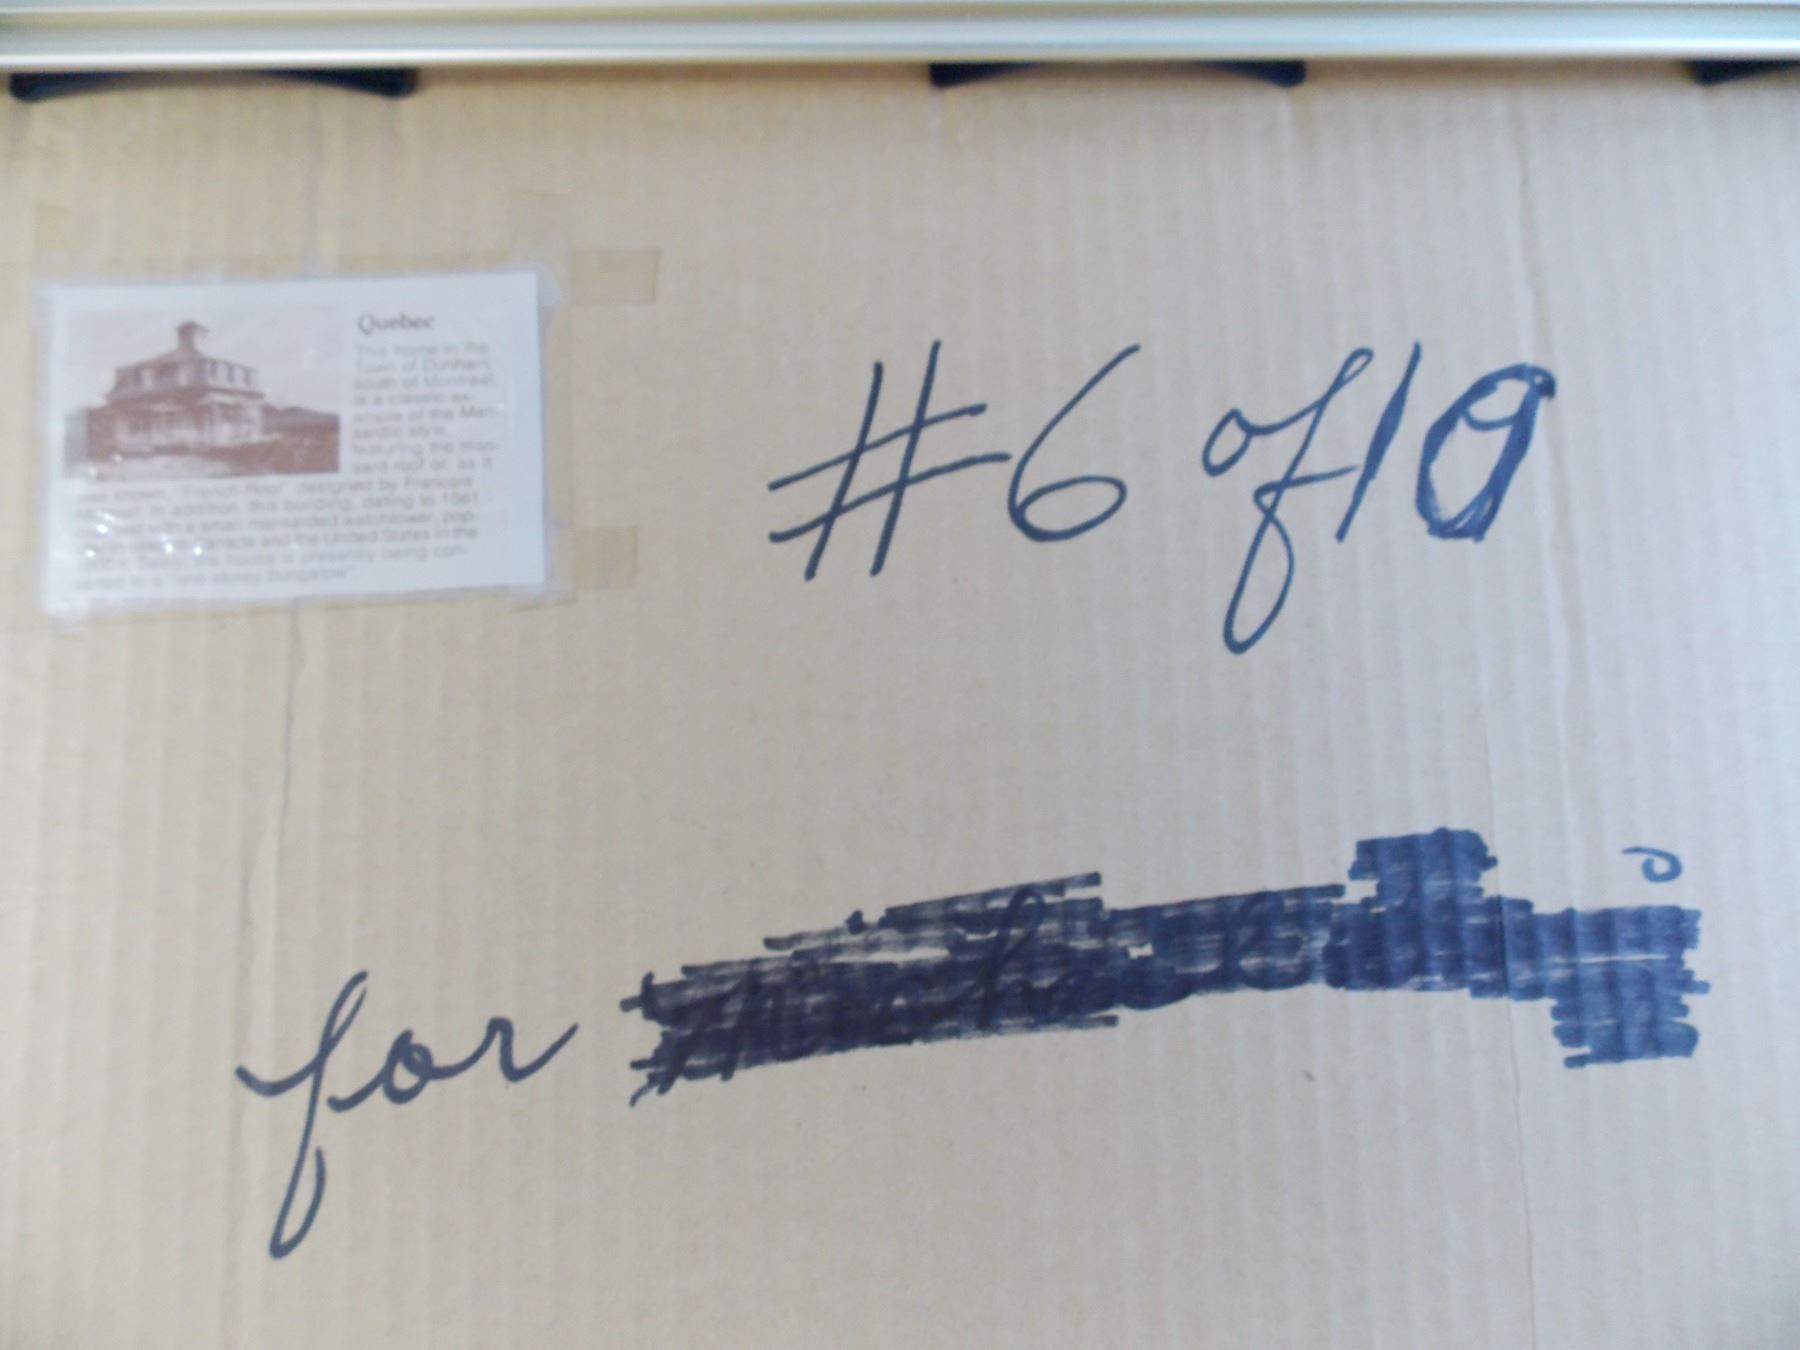 Quebec
This home in the
Town of Dunham,
south of Montreal,
is a classic ex-
ample of the Man-
sardic style,
featuring the man-
sard roof or, as it
was known, "French Roof" designed by Francois
In addition, this building, dating to 1861
with a small mansarded watchtower, pop-
Canada and the United States in the
the house is presently being con-
verted to a "one storey bungalow"
#6 of 10
for